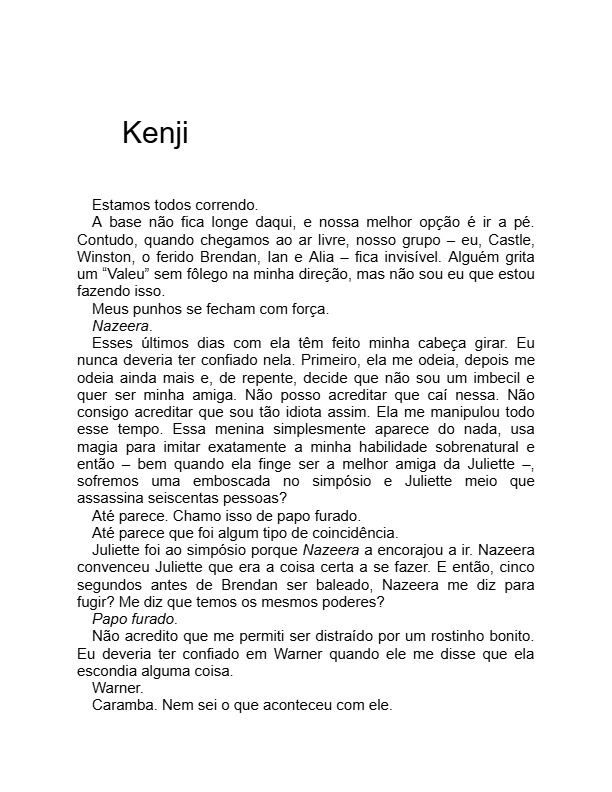 Kenji
Estamos todos correndo.
A base não fica longe daqui, e nossa melhor opção é ir a pé.
Contudo, quando chegamos ao ar livre, nosso grupo – eu, Castle,
Winston, o ferido Brendan, Ian e Alia – fica invisível. Alguém grita
um “Valeu” sem fôlego na minha direção, mas não sou eu que estou
fazendo isso.
Meus punhos se fecham com força.
Nazeera.
Esses últimos dias com ela têm feito minha cabeça girar. Eu
nunca deveria ter confiado nela. Primeiro, ela me odeia, depois me
odeia ainda mais e, de repente, decide que não sou um imbecil e
quer ser minha amiga. Não posso acreditar que caí nessa. Não
consigo acreditar que sou tão idiota assim. Ela me manipulou todo
esse tempo. Essa menina simplesmente aparece do nada, usa
magia para imitar exatamente a minha habilidade sobrenatural e
então – bem quando ela finge ser a melhor amiga da Juliette –,
sofremos uma emboscada no simpósio e Juliette meio que
assassina seiscentas pessoas?
Até parece. Chamo isso de papo furado.
Até parece que foi algum tipo de coincidência.
Juliette foi ao simpósio porque Nazeera a encorajou a ir. Nazeera
convenceu Juliette que era a coisa certa a se fazer. E então, cinco
segundos antes de Brendan ser baleado, Nazeera me diz para
fugir? Me diz que temos os mesmos poderes?
Papo furado.
Não acredito que me permiti ser distraído por um rostinho bonito.
Eu deveria ter confiado em Warner quando ele me disse que ela
escondia alguma coisa.
Warner.
Caramba. Nem sei o que aconteceu com ele.